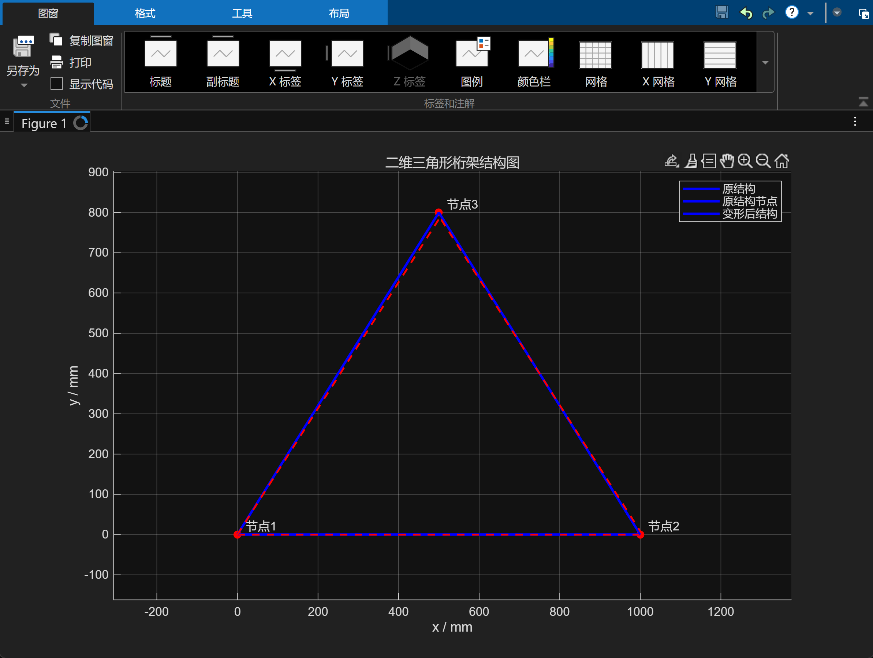 图窗 格式 工具 布局
另存为
复制图窗
打印
显示代码
文件
标题 副标题 X 标签 Y 标签 Z 标签 图例 颜色栏 网格 X 网格 Y 网格
标签和注解
Figure 1
二维三角形桁架结构图
原结构
原结构节点
变形后结构
节点3
节点1
节点2
900
800
700
600
500
400
300
200
100
0
-100
y / mm
-200 0 200 400 600 800 1000 1200
x / mm